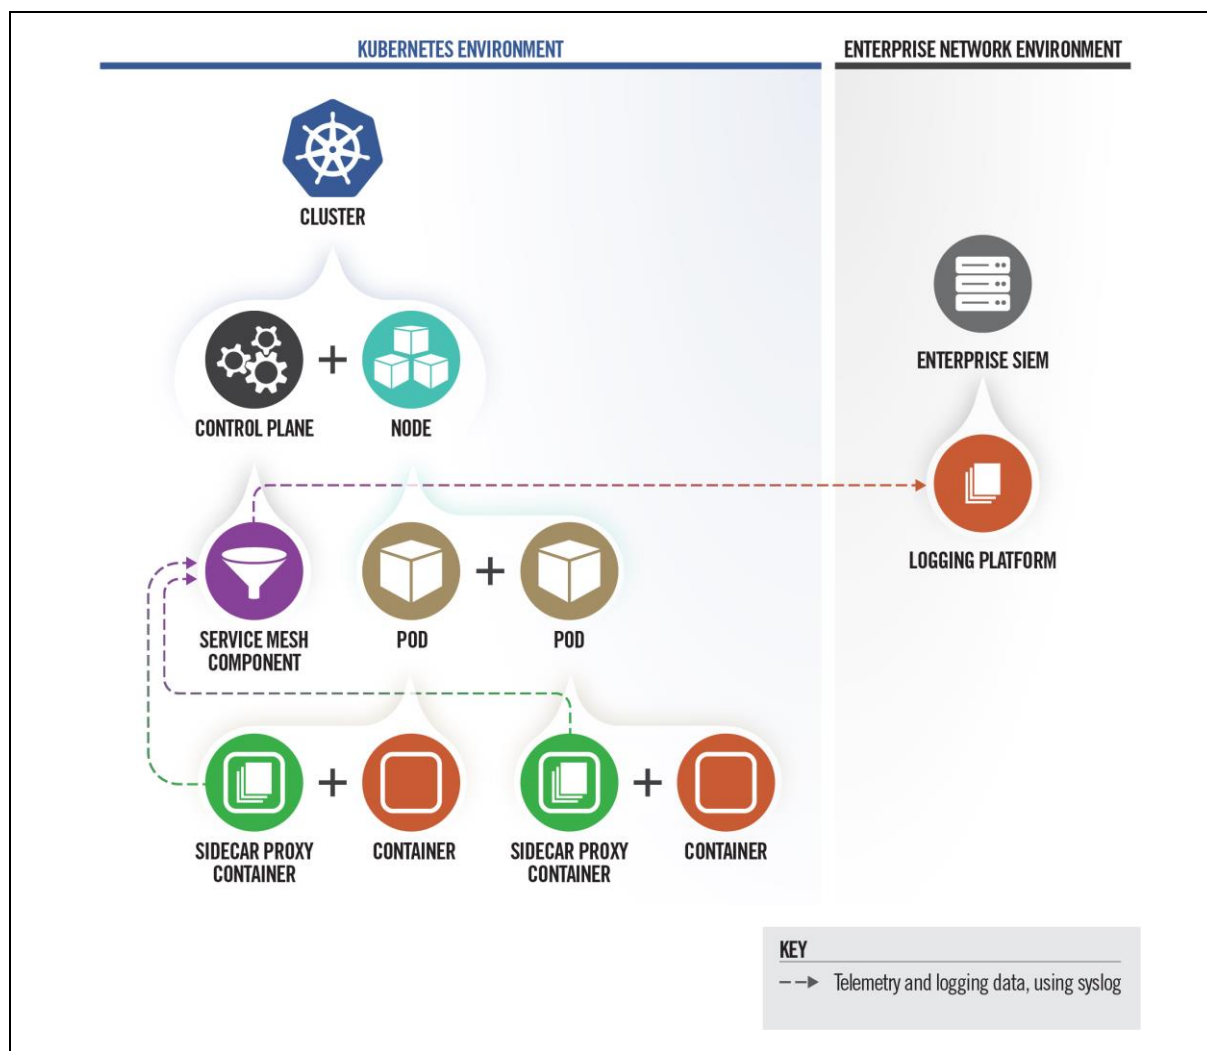 KUBERNETES ENVIRONMENT
ENTERPRISE NETWORK ENVIRONMENT
CLUSTER
ENTERPRISE SIEM
CONTROL PLANE
NODE
LOGGING PLATFORM
SERVICE MESH
COMPONENT
POD
POD
SIDECAR PROXY
CONTAINER
CONTAINER
SIDECAR PROXY
CONTAINER
CONTAINER
KEY
Telemetry and logging data, using syslog